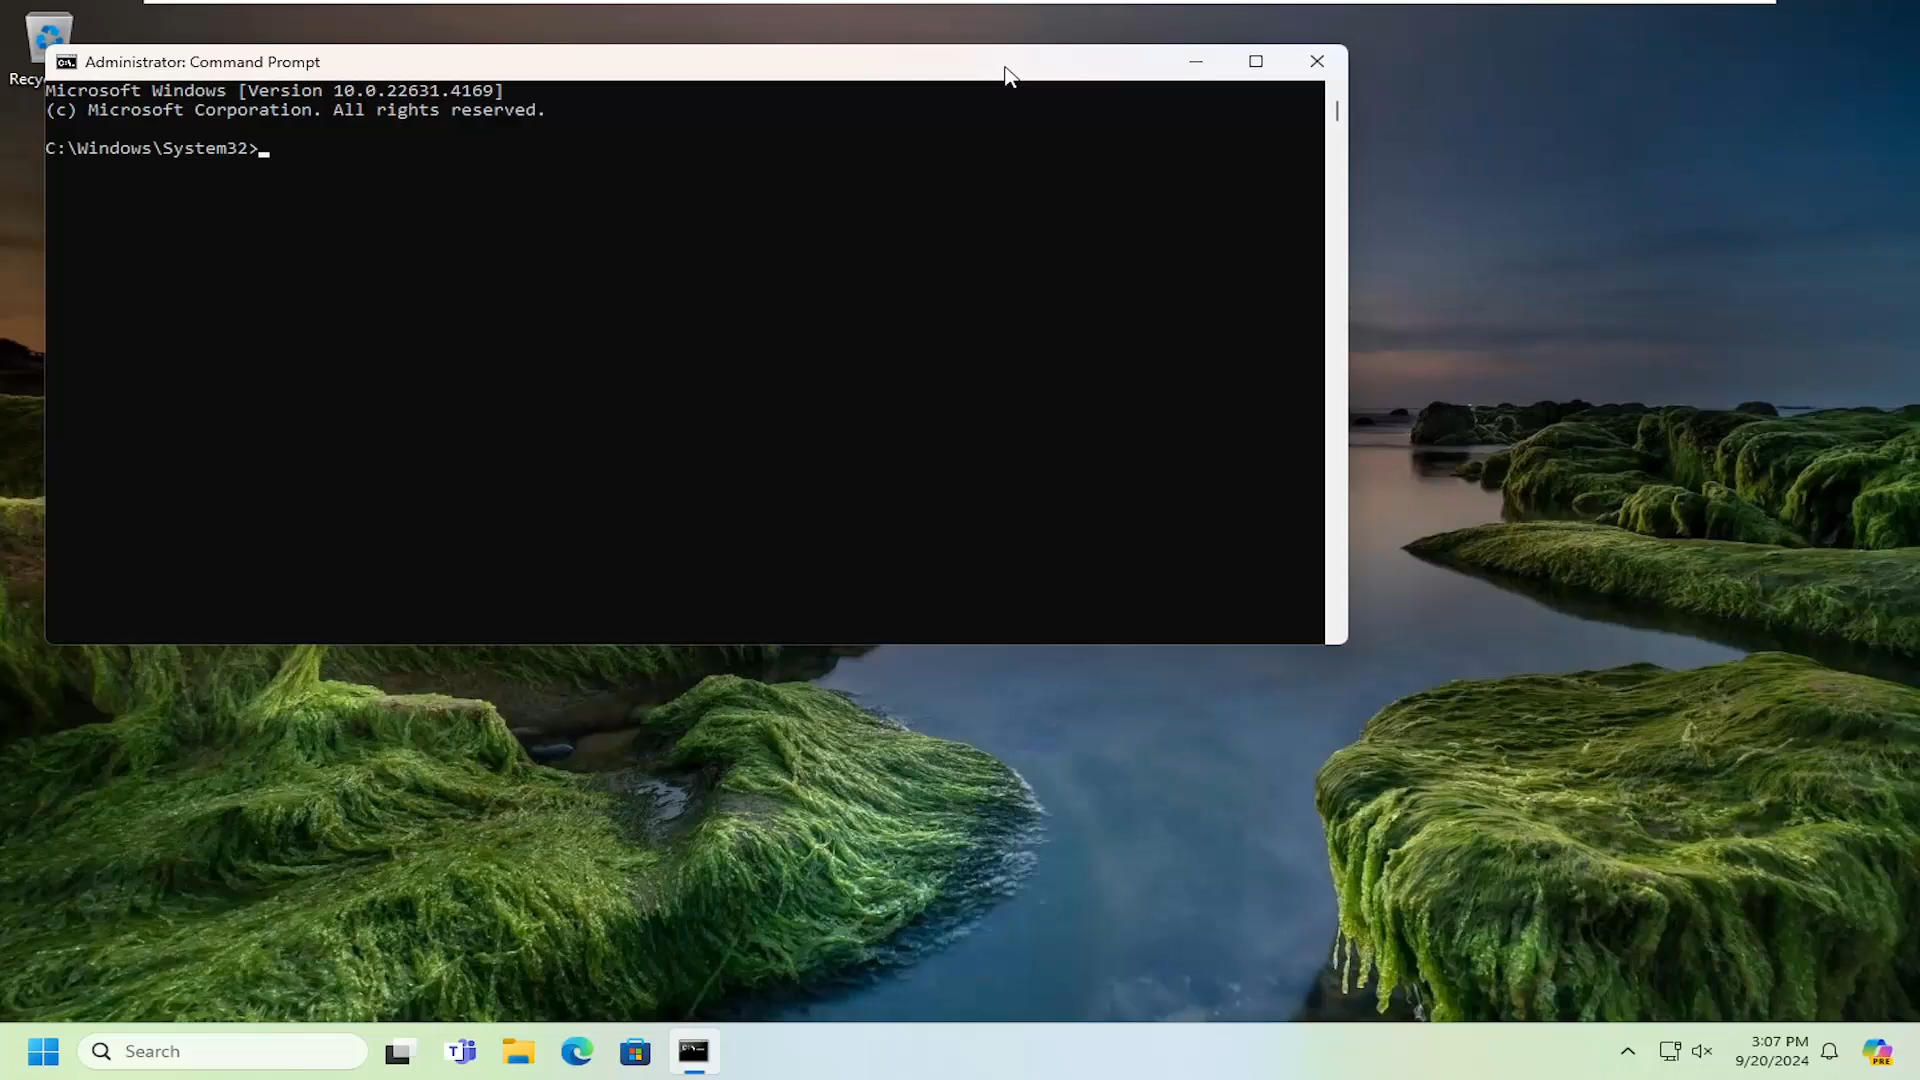 Recy
Administrator: Command Prompt
Microsoft Windows [Version 10.0.22631.4169]
(c) Microsoft Corporation. All rights reserved.
C:\Windows\System32>
Search
3:07 PM
9/20/2024
PRE